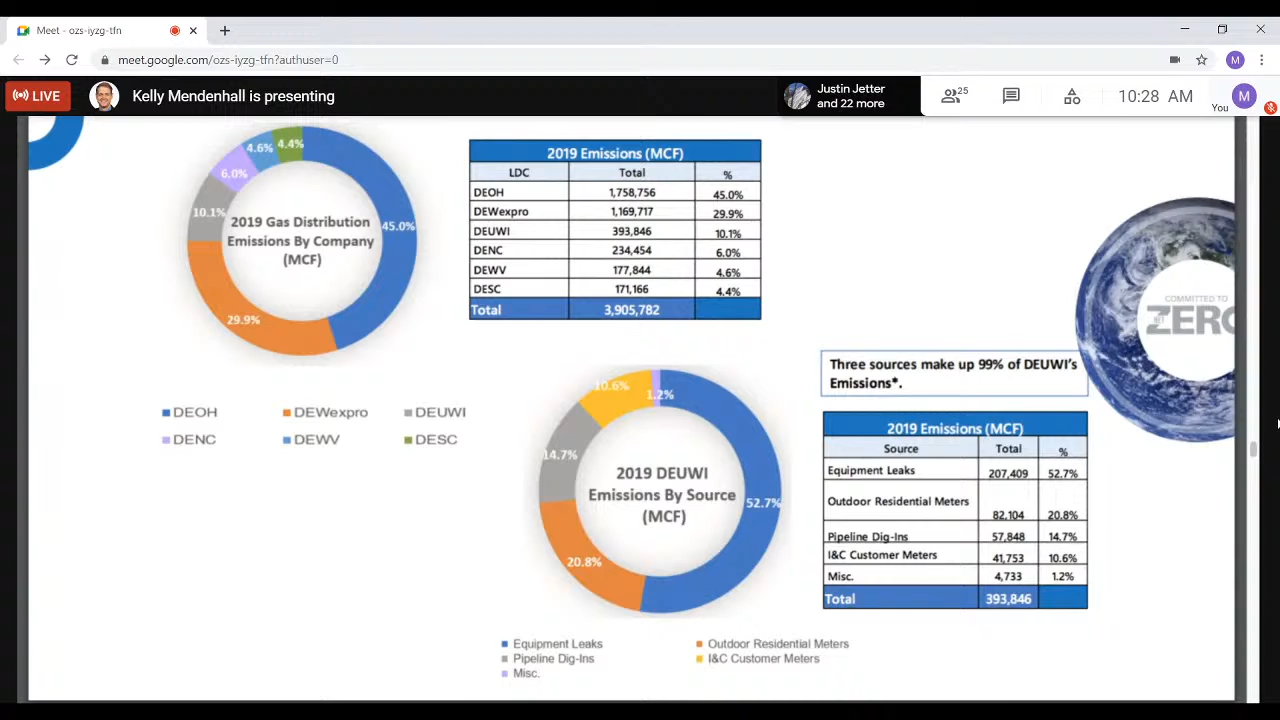 Meet - ozs-iyzg-tfn
meet.google.com/ozs-iyzg-tfn?authuser=0
M
LIVE
Kelly Mendenhall is presenting
Justin Jetter
and 22 more
25
10:28 AM
You
M
4.6%
4.4%
6.0%
10.1%
45.0%
29.9%
2019 Gas Distribution
Emissions By Company
(MCF)
DEOH DEWexpro DEUWI
DENC DEWV DESC
2019 Emissions (MCF)
LDC Total %
DEOH 1,758,756 45.0%
DEWexpro 1,169,717 29.9%
DEUWI 393,846 10.1%
DENC 234,454 6.0%
DEWV 177,844 4.6%
DESC 171,166 4.4%
Total 3,905,782
COMMITTED TO
NET
ZERO
10.6%
1.2%
14.7%
52.7%
20.8%
2019 DEUWI
Emissions By Source
(MCF)
Equipment Leaks Outdoor Residential Meters
Pipeline Dig-Ins I&C Customer Meters
Misc.
Three sources make up 99% of DEUWI's
Emissions*.
2019 Emissions (MCF)
Source Total %
Equipment Leaks 207,409 52.7%
Outdoor Residential Meters 82,104 20.8%
Pipeline Dig-Ins 57,848 14.7%
I&C Customer Meters 41,753 10.6%
Misc. 4,733 1.2%
Total 393,846